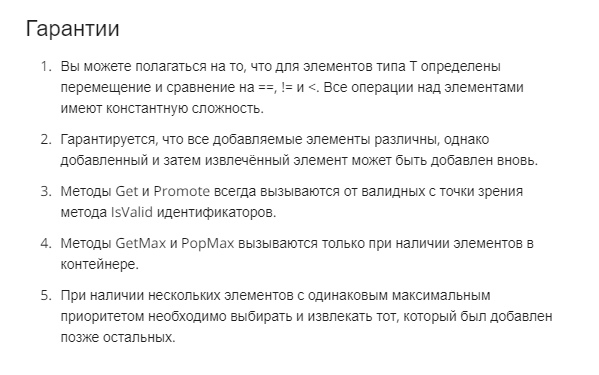 Гарантии
1. Вы можете полагаться на то, что для элементов типа T определены
перемещение и сравнение на ==, != и <. Все операции над элементами
имеют константную сложность.
2. Гарантируется, что все добавляемые элементы различны, однако
добавленный и затем извлечённый элемент может быть добавлен вновь.
3. Методы Get и Promote всегда вызываются от валидных с точки зрения
метода IsValid идентификаторов.
4. Методы GetMax и PopMax вызываются только при наличии элементов в
контейнере.
5. При наличии нескольких элементов с одинаковым максимальным
приоритетом необходимо выбирать и извлекать тот, который был добавлен
позже остальных.